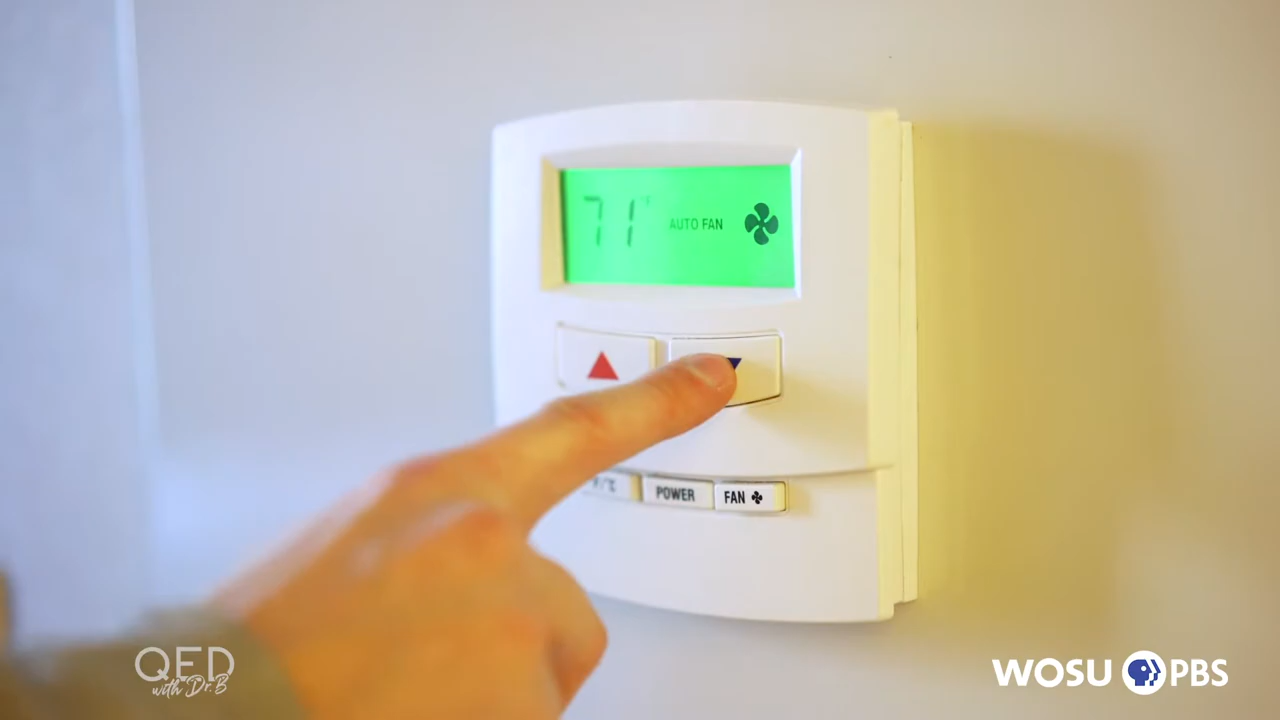 71°F
AUTO FAN
°F/°C
POWER
FAN
QED
with Dr. B
WOSU PBS